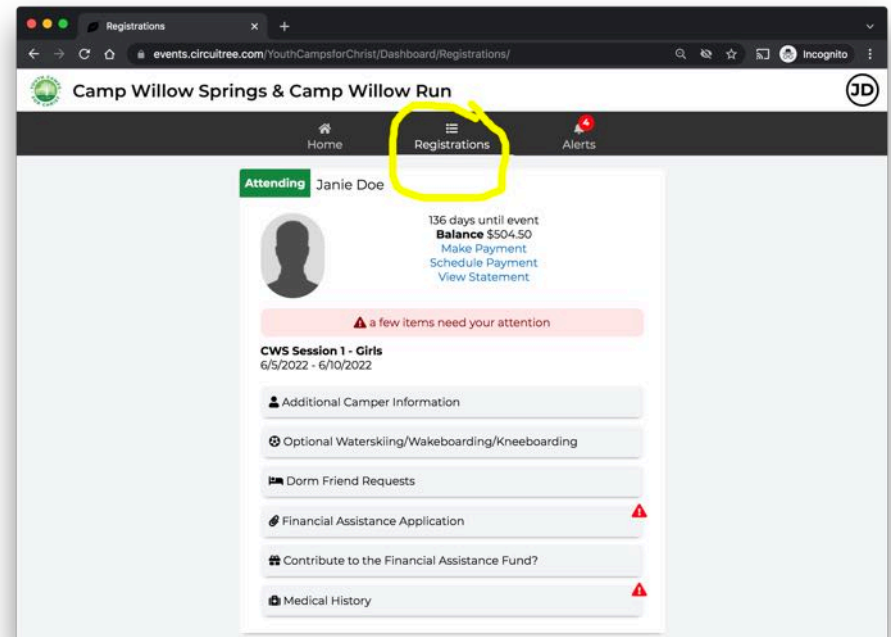 Registrations
events.circuitree.com/YouthCampsforChrist/Dashboard/Registrations/
Incognito
Camp Willow Springs & Camp Willow Run
JD
Home
Registrations
4
Alerts
Attending Janie Doe
136 days until event
Balance $504.50
Make Payment
Schedule Payment
View Statement
a few items need your attention
CWS Session 1 - Girls
6/5/2022 - 6/10/2022
Additional Camper Information
Optional Waterskiing/Wakeboarding/Kneeboarding
Dorm Friend Requests
Financial Assistance Application
Contribute to the Financial Assistance Fund?
Medical History